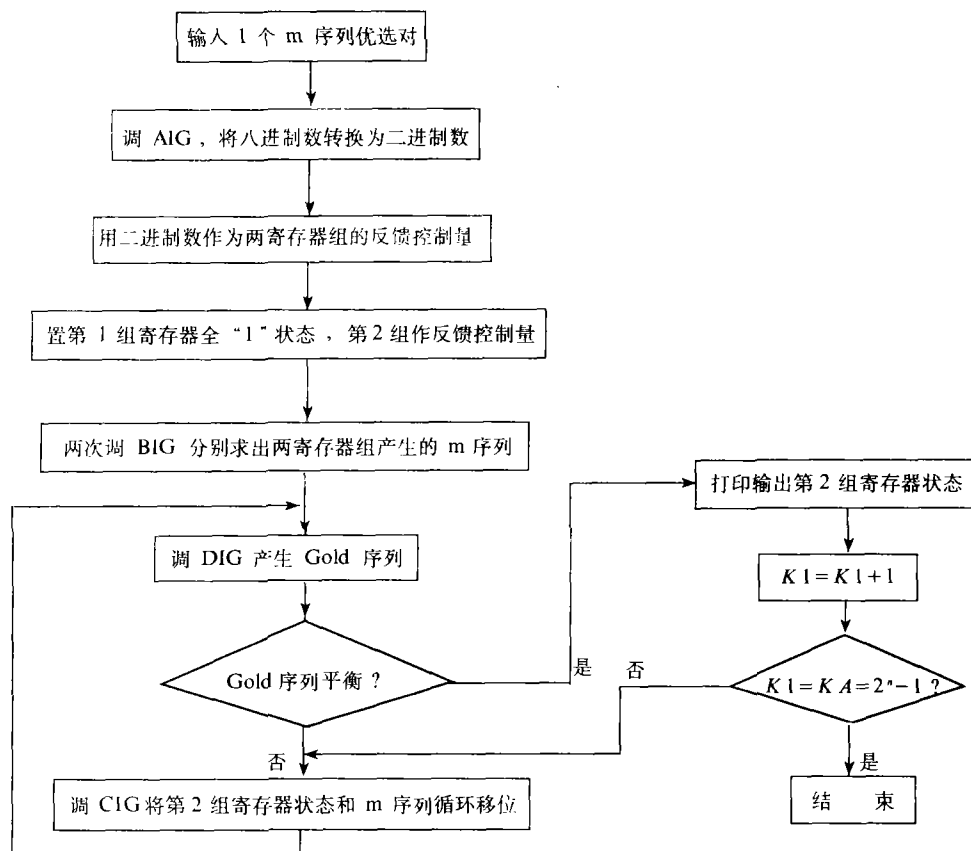 输入 1 个 m 序列优选对
调 AIG , 将八进制数转换为二进制数
用二进制数作为两寄存器组的反馈控制量
置第 1 组寄存器全 “1” 状态 , 第 2 组作反馈控制量
两次调 BIG 分别求出两寄存器组产生的 m 序列
调 DIG 产生 Gold 序列
Gold 序列平衡 ?
是
否
调 CIG 将第 2 组寄存器状态和 m 序列循环移位
打印输出第 2 组寄存器状态
K1=K1+1
K1=KA=2ⁿ-1 ?
否
是
结 束